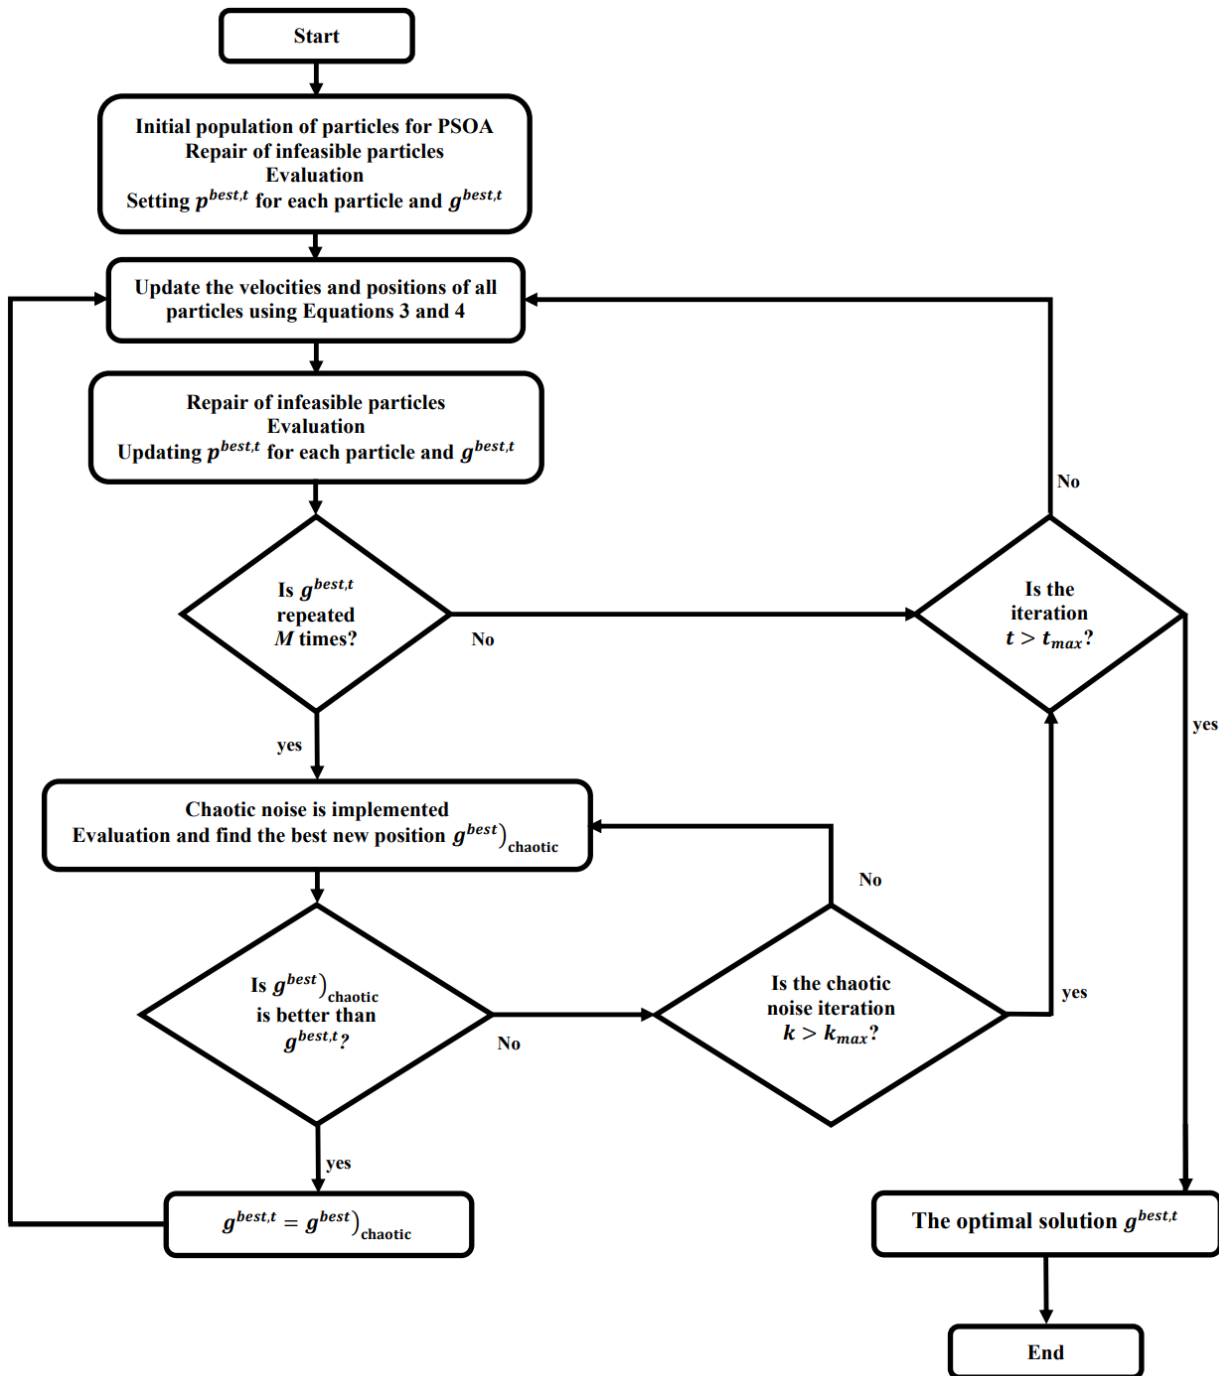 Start
Initial population of particles for PSOA
Repair of infeasible particles
Evaluation
Setting p^{best,t} for each particle and g^{best,t}
Update the velocities and positions of all
particles using Equations 3 and 4
Repair of infeasible particles
Evaluation
Updating p^{best,t} for each particle and g^{best,t}
Is g^{best,t}
repeated
M times?
No
yes
Is the
iteration
t > t_{max}?
No
yes
Chaotic noise is implemented
Evaluation and find the best new position g^{best})_{chaotic}
Is g^{best})_{chaotic}
is better than
g^{best,t}?
No
yes
Is the chaotic
noise iteration
k > k_{max}?
No
yes
g^{best,t} = g^{best})_{chaotic}
The optimal solution g^{best,t}
End